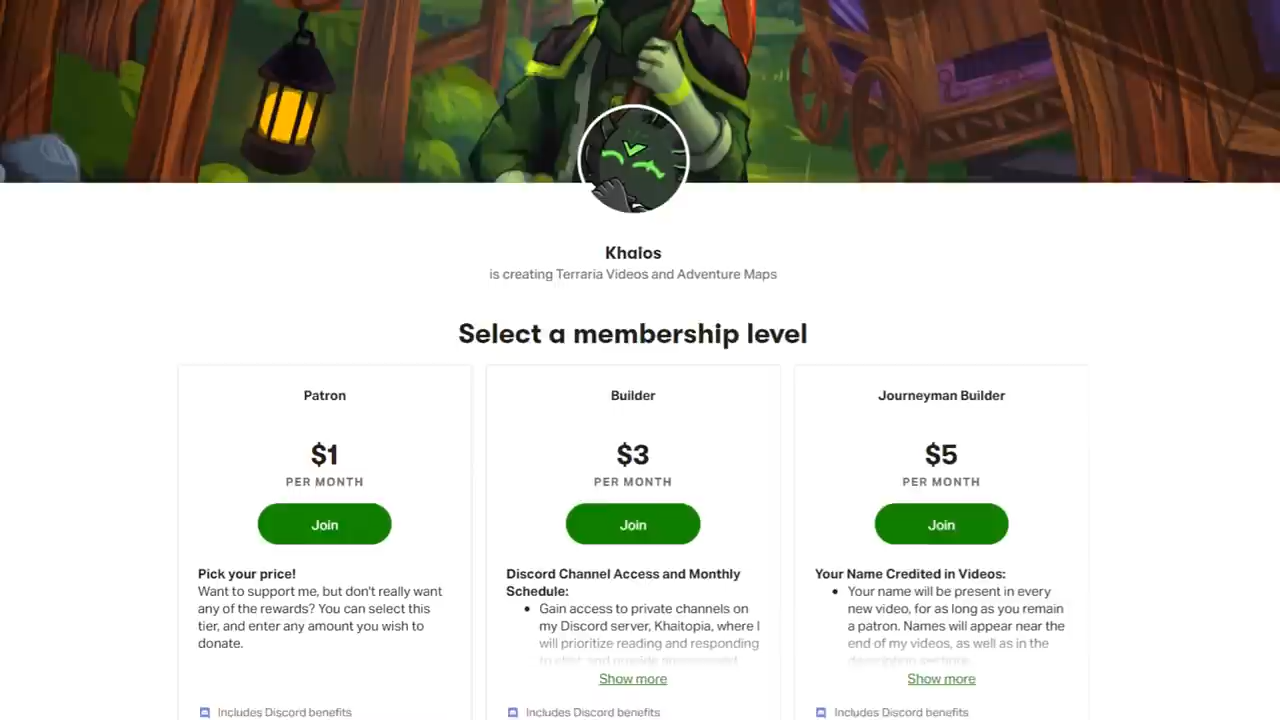 Khaios
is creating Terraria Videos and Adventure Maps
Select a membership level
Patron
$1
PER MONTH
Join
Pick your price!
Want to support me, but don't really want
any of the rewards? You can select this
tier, and enter any amount you wish to
donate.
Includes Discord benefits
Builder
$3
PER MONTH
Join
Discord Channel Access and Monthly
Schedule:
• Gain access to private channels on
my Discord server, Khaitopia, where I
will prioritize reading and responding
Show more
Includes Discord benefits
Journeyman Builder
$5
PER MONTH
Join
Your Name Credited in Videos:
• Your name will be present in every
new video, for as long as you remain
a patron. Names will appear near the
end of my videos, as well as in the
Show more
Includes Discord benefits